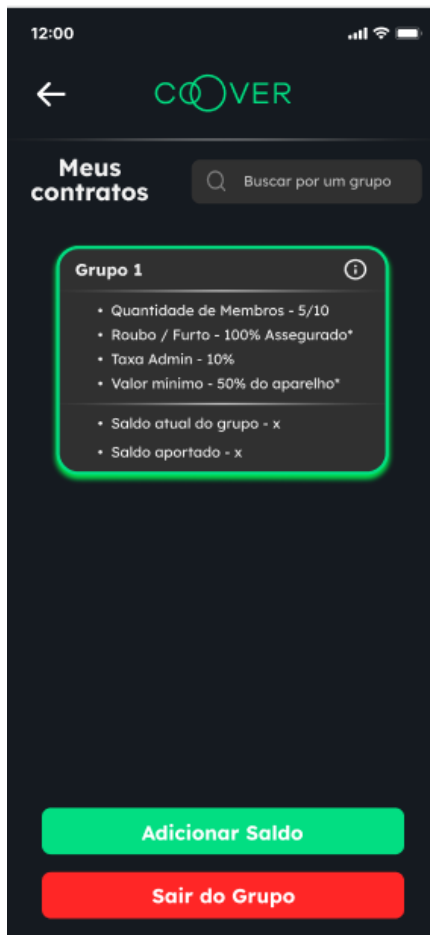 12:00
COOVER
Meus
contratos
Buscar por um grupo
Grupo 1
• Quantidade de Membros - 5/10
• Roubo / Furto - 100% Assegurado*
• Taxa Admin - 10%
• Valor minimo - 50% do aparelho*
• Saldo atual do grupo - x
• Saldo aportado - x
Adicionar Saldo
Sair do Grupo